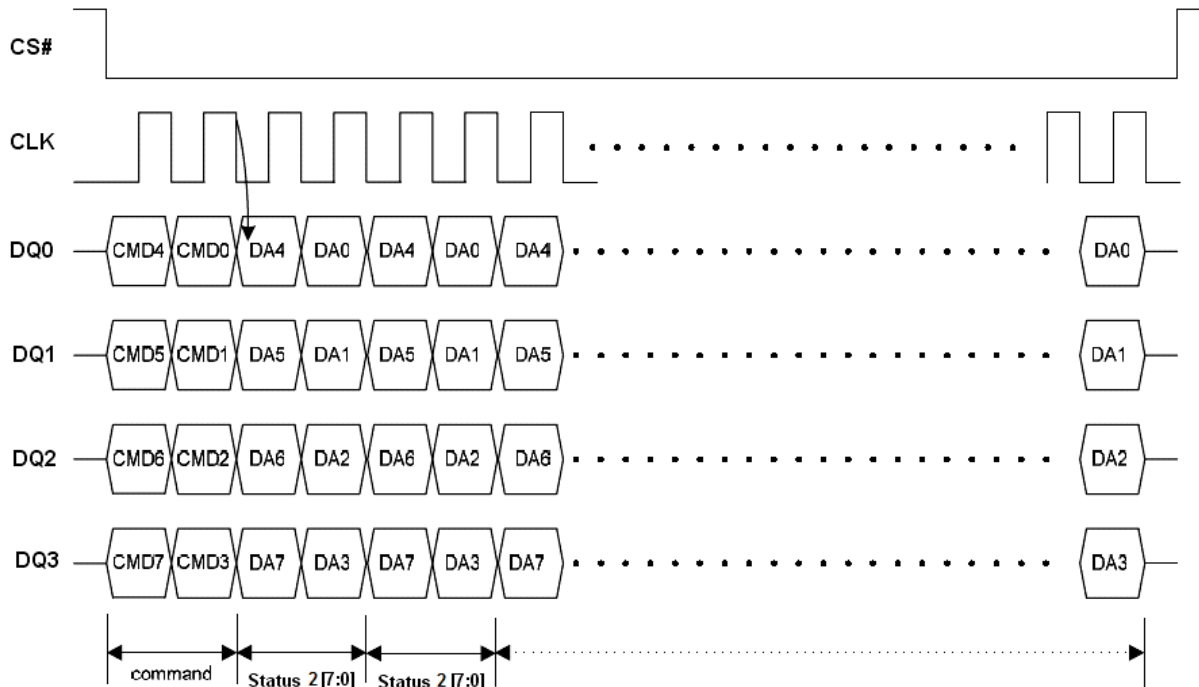 CS#
CLK
DQ0 CMD4 CMD0 DA4 DA0 DA4 DA0 DA4 DA0
DQ1 CMD5 CMD1 DA5 DA1 DA5 DA1 DA5 DA1
DQ2 CMD6 CMD2 DA6 DA2 DA6 DA2 DA6 DA2
DQ3 CMD7 CMD3 DA7 DA3 DA7 DA3 DA7 DA3
command Status 2 [7:0] Status 2 [7:0]